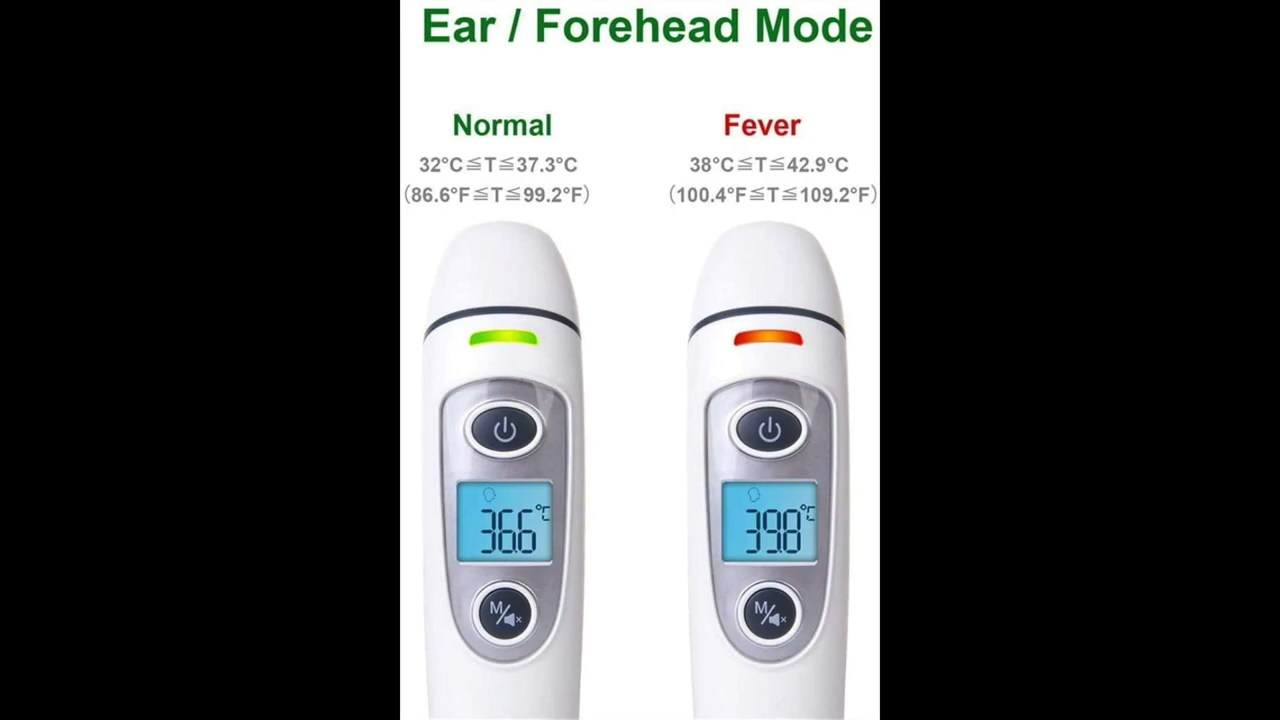 Ear / Forehead Mode
Normal
32°C≦T≦37.3°C
(86.6°F≦T≦99.2°F)
Fever
38°C≦T≦42.9°C
(100.4°F≦T≦109.2°F)
36.6°C
M/
39.8°C
M/